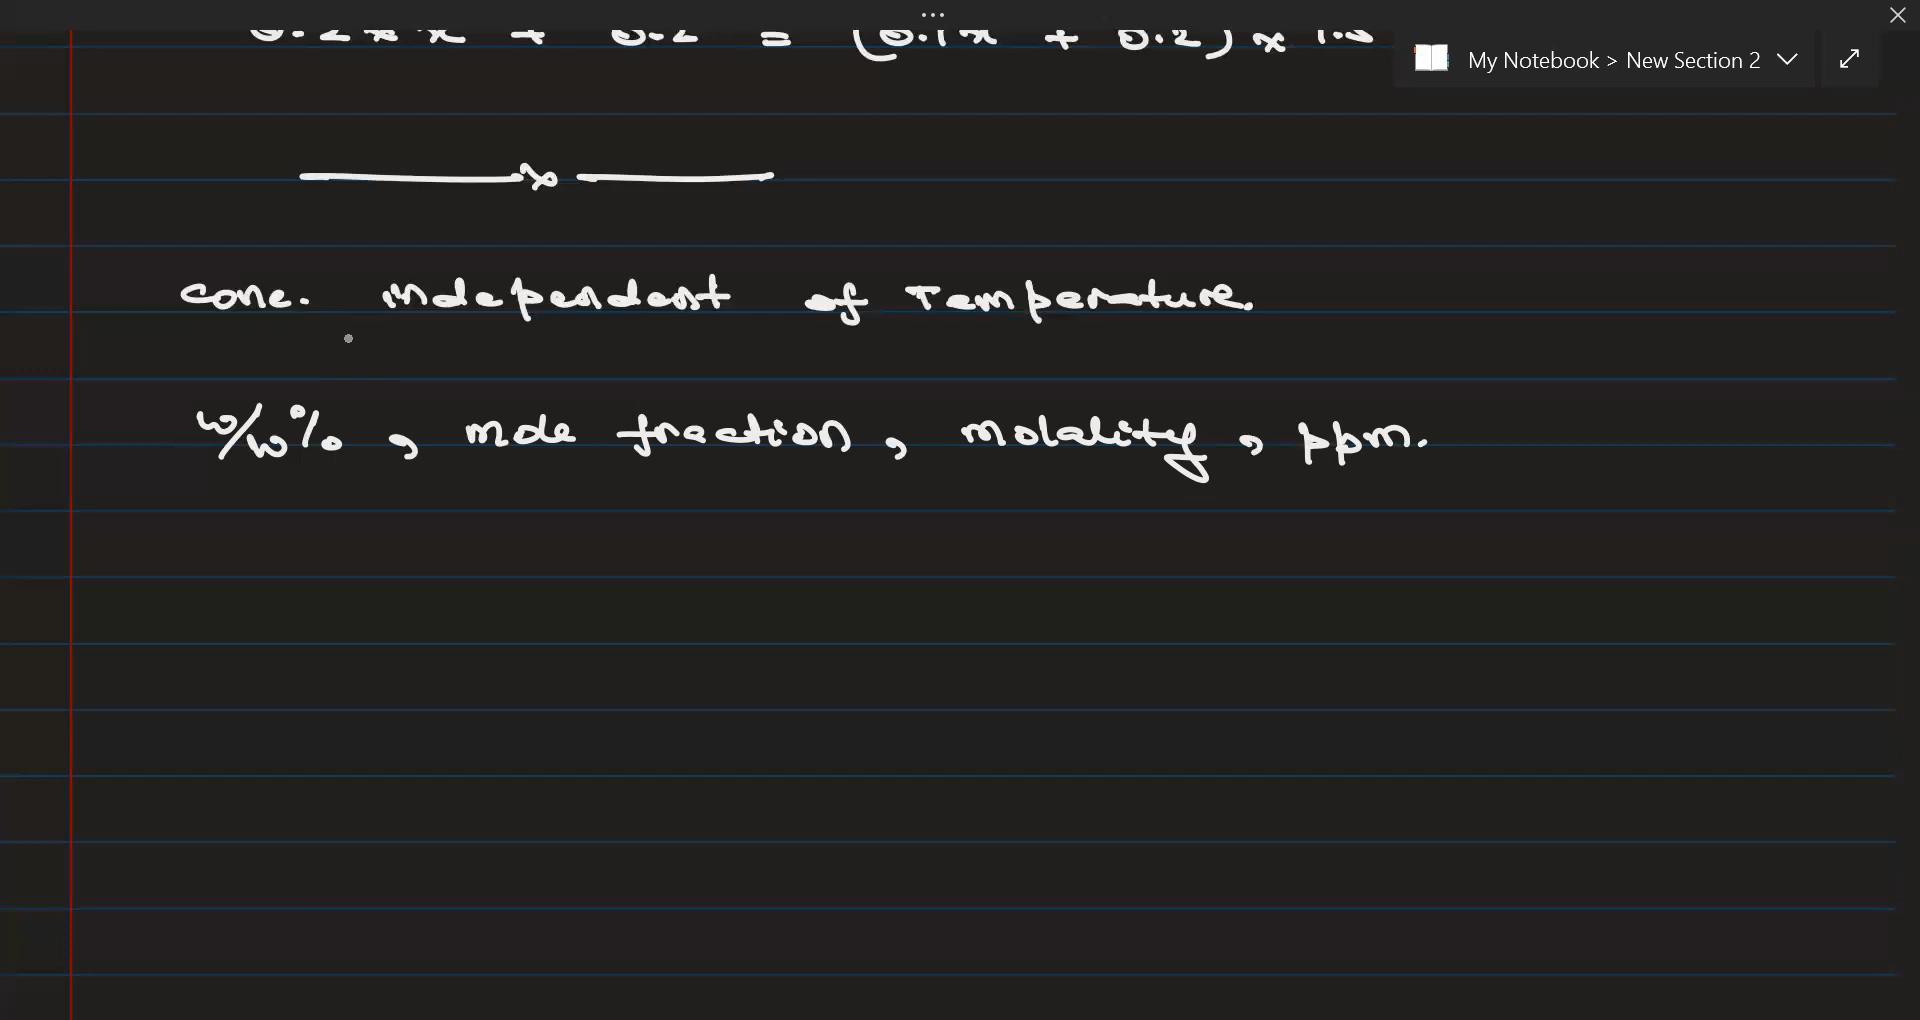 My Notebook > New Section 2
conc. independent of Temperature.
w/w%, mole fraction, molality, ppm.